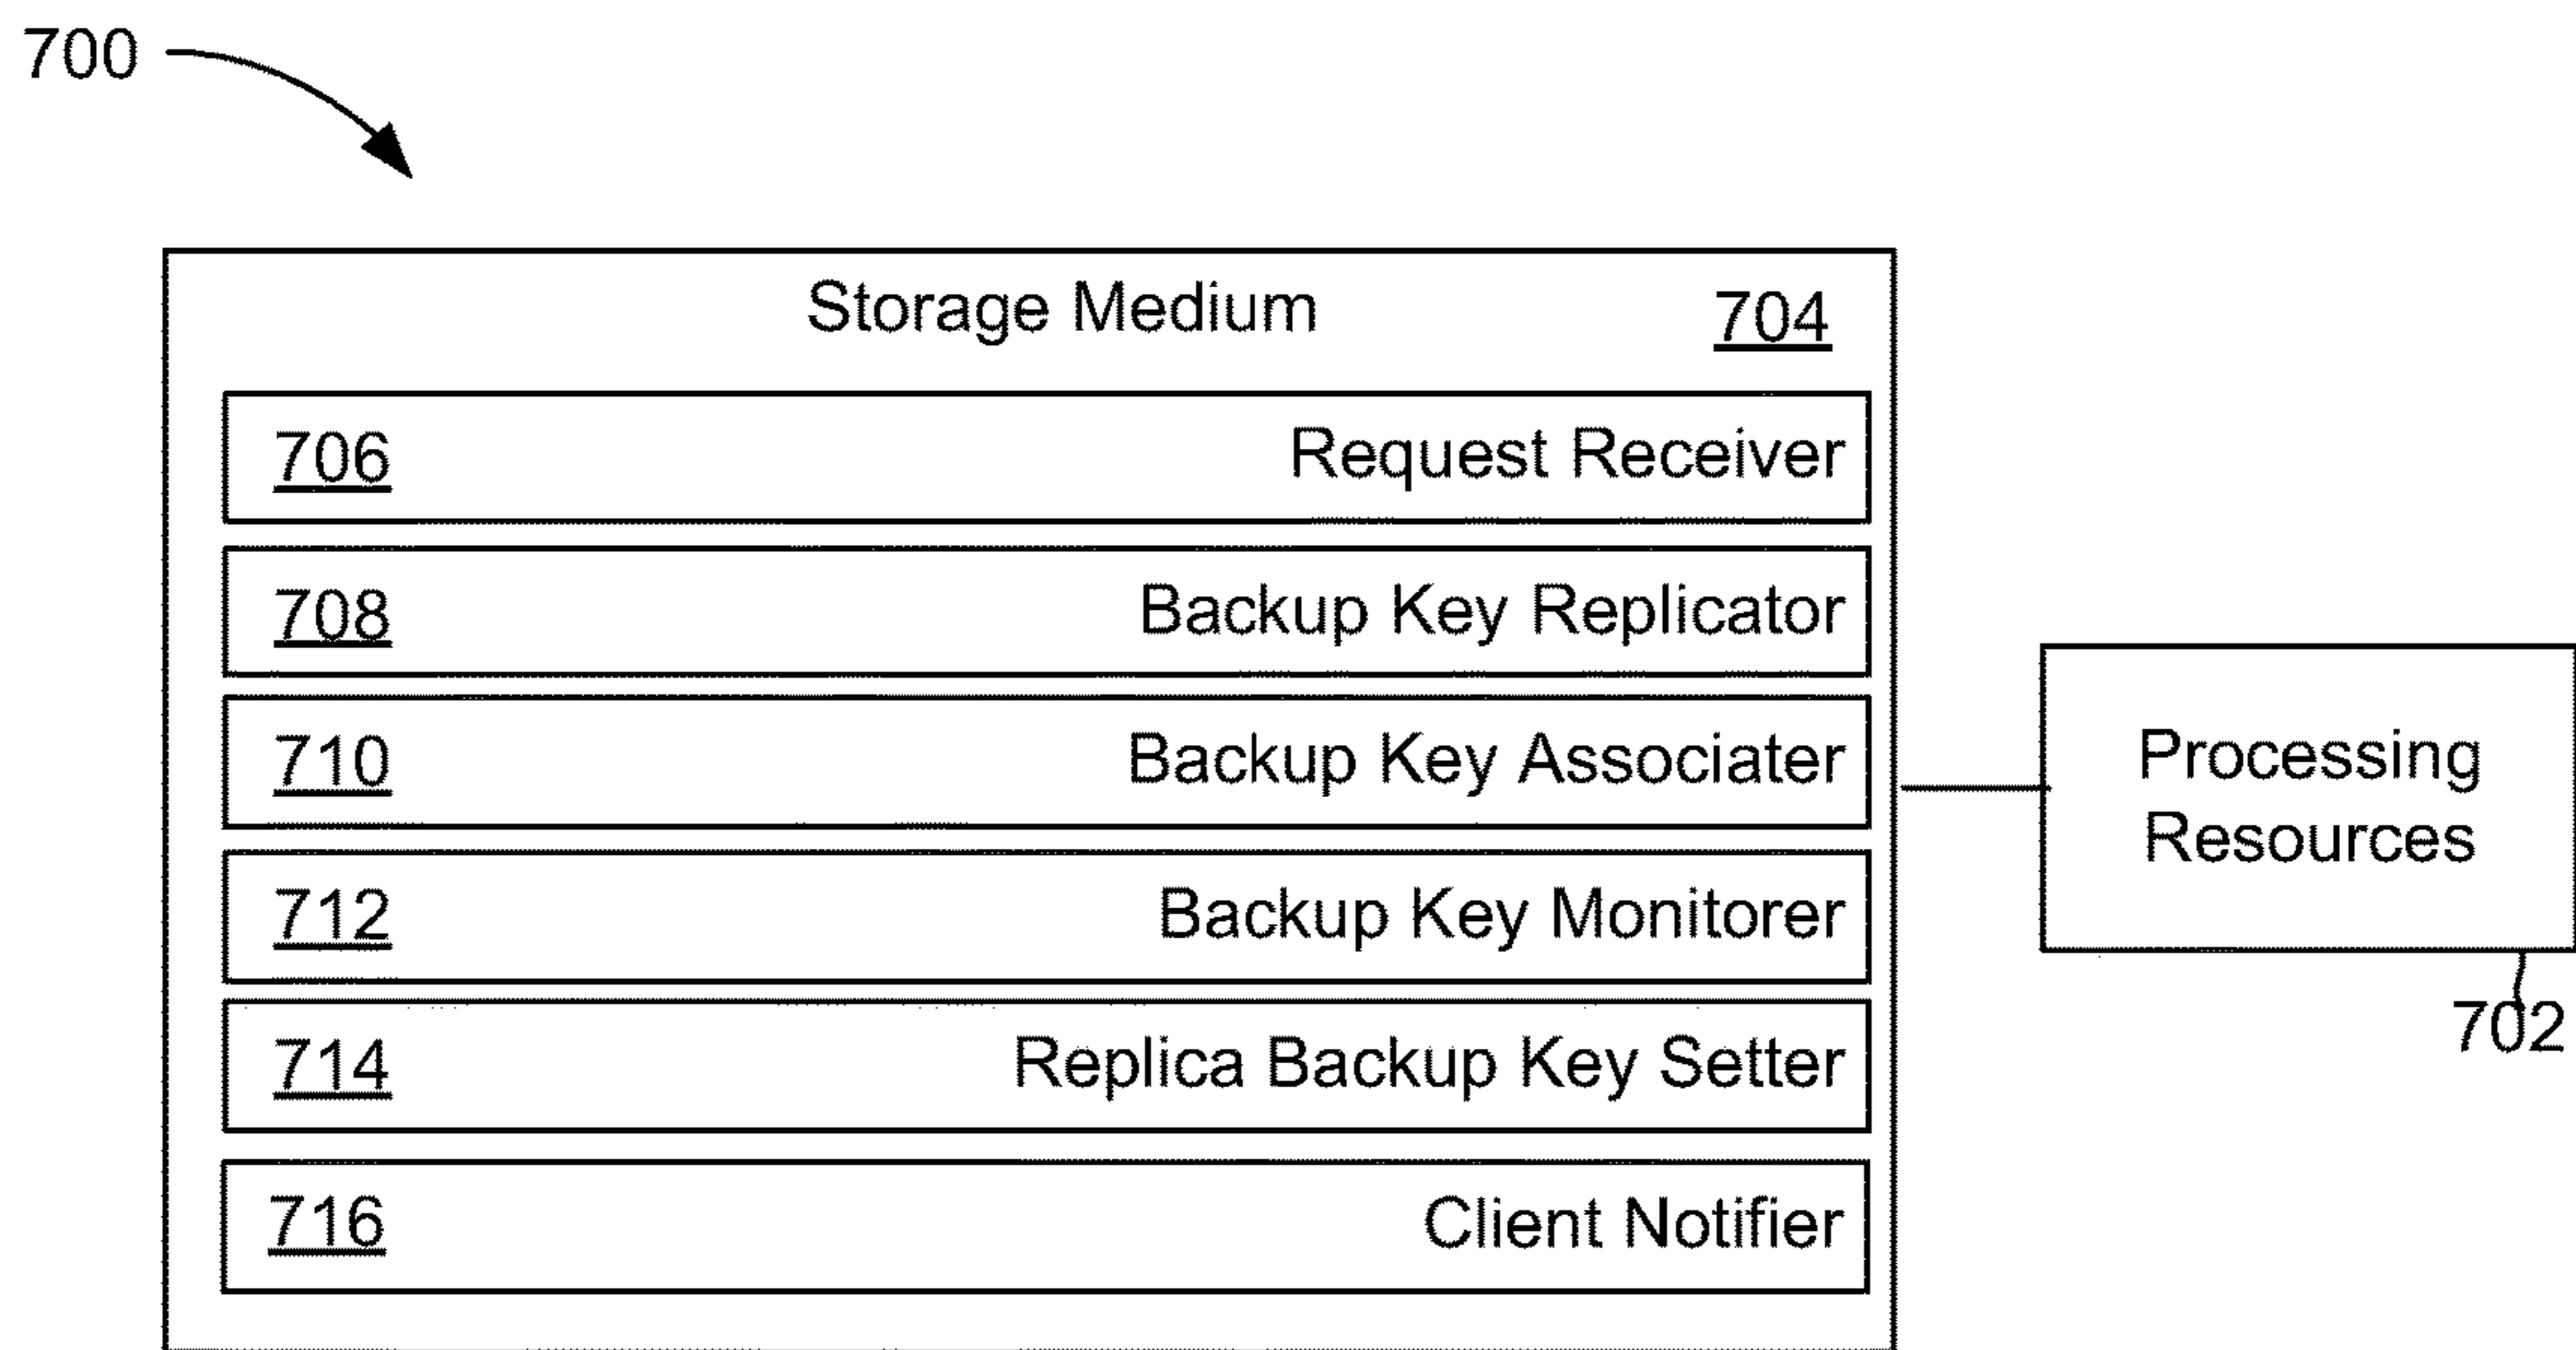 700
Storage Medium 704
706 Request Receiver
708 Backup Key Replicator
710 Backup Key Associater
712 Backup Key Monitorer
714 Replica Backup Key Setter
716 Client Notifier
Processing
Resources
702